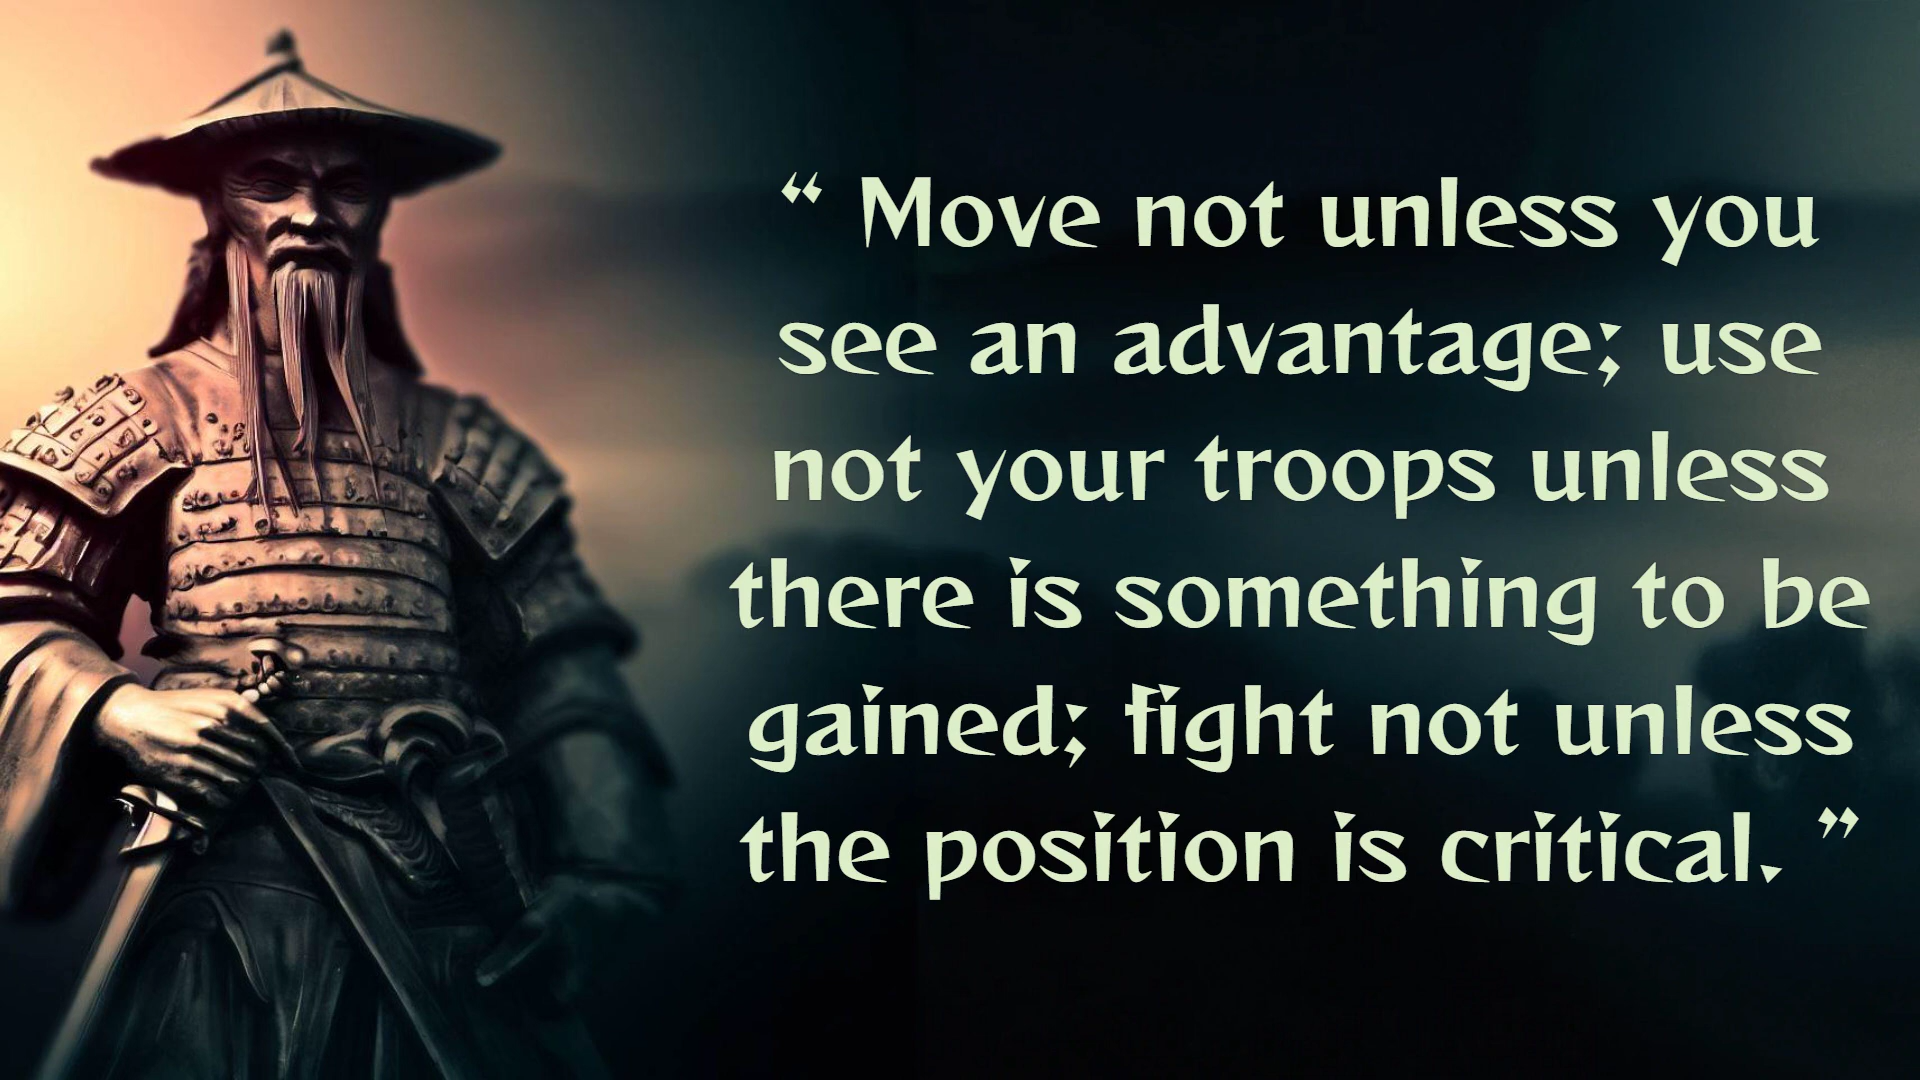 “ Move not unless you
see an advantage; use
not your troops unless
there is something to be
gained; fight not unless
the position is critical. ”